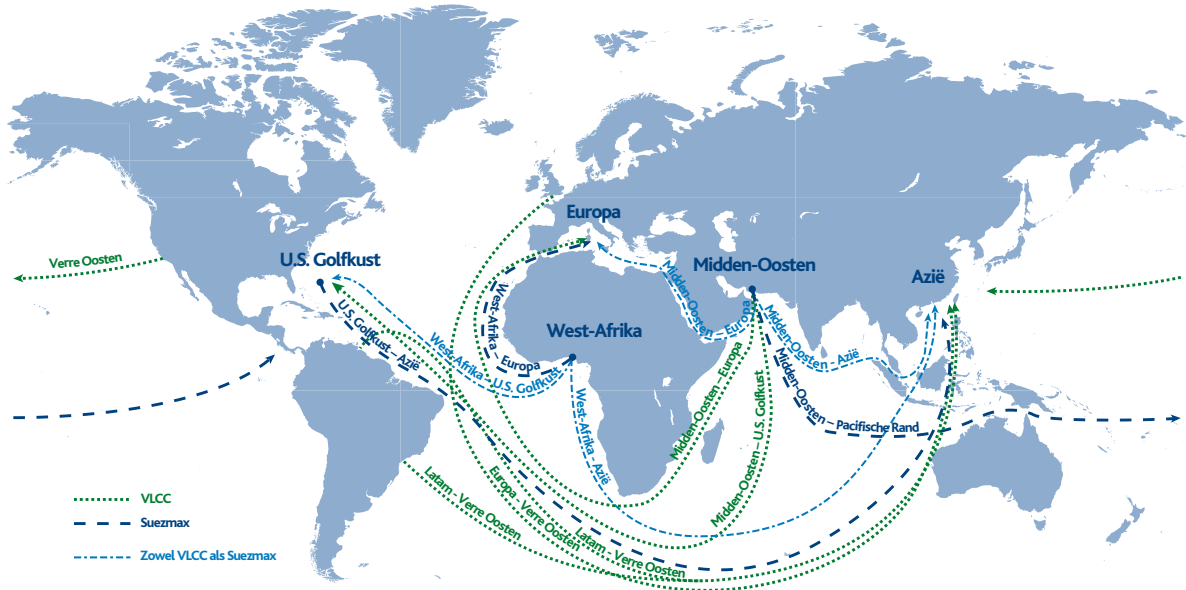 Europa
Verre Oosten
U.S. Golfkust
Midden-Oosten
Azië
West-Afrika
Midden-Oosten – Europa
West-Afrika – Europa
U.S. Golfkust – Azië
West-Afrika - U.S. Golfkust
Midden-Oosten - Azië
Midden-Oosten – Europa
Midden-Oosten – U.S. Golfkust
Midden-Oosten – Pacifische Rand
West-Afrika - Azië
Latam - Verre Oosten
Europa - Verre Oosten
Latam - Verre Oosten
VLCC
Suezmax
Zowel VLCC als Suezmax